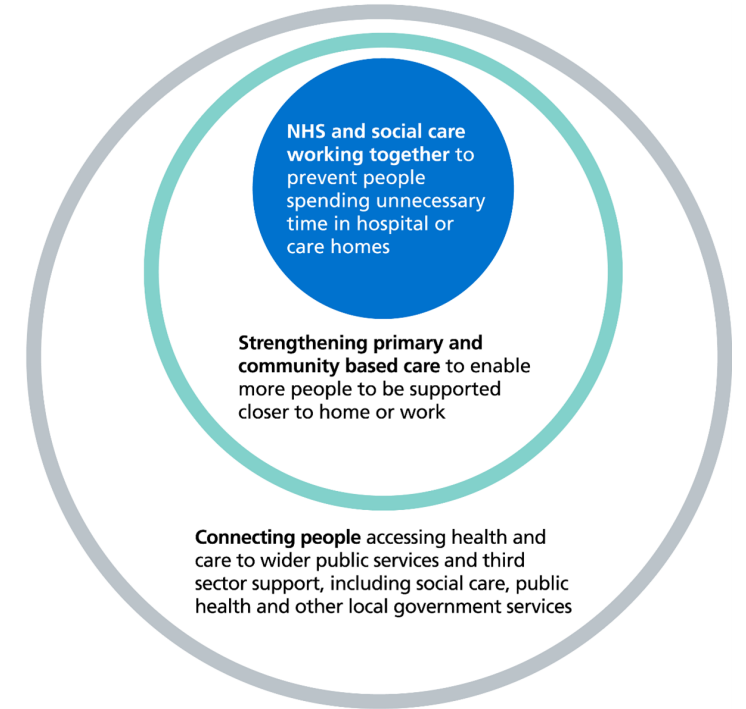 NHS and social care
working together to
prevent people
spending unnecessary
time in hospital or
care homes
Strengthening primary and
community based care to enable
more people to be supported
closer to home or work
Connecting people accessing health and
care to wider public services and third
sector support, including social care, public
health and other local government services